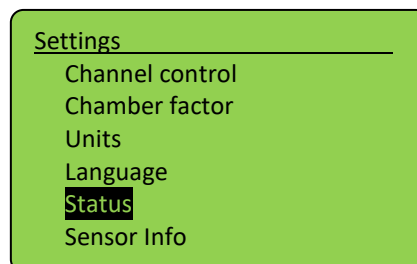 Settings
Channel control
Chamber factor
Units
Language
Status
Sensor Info